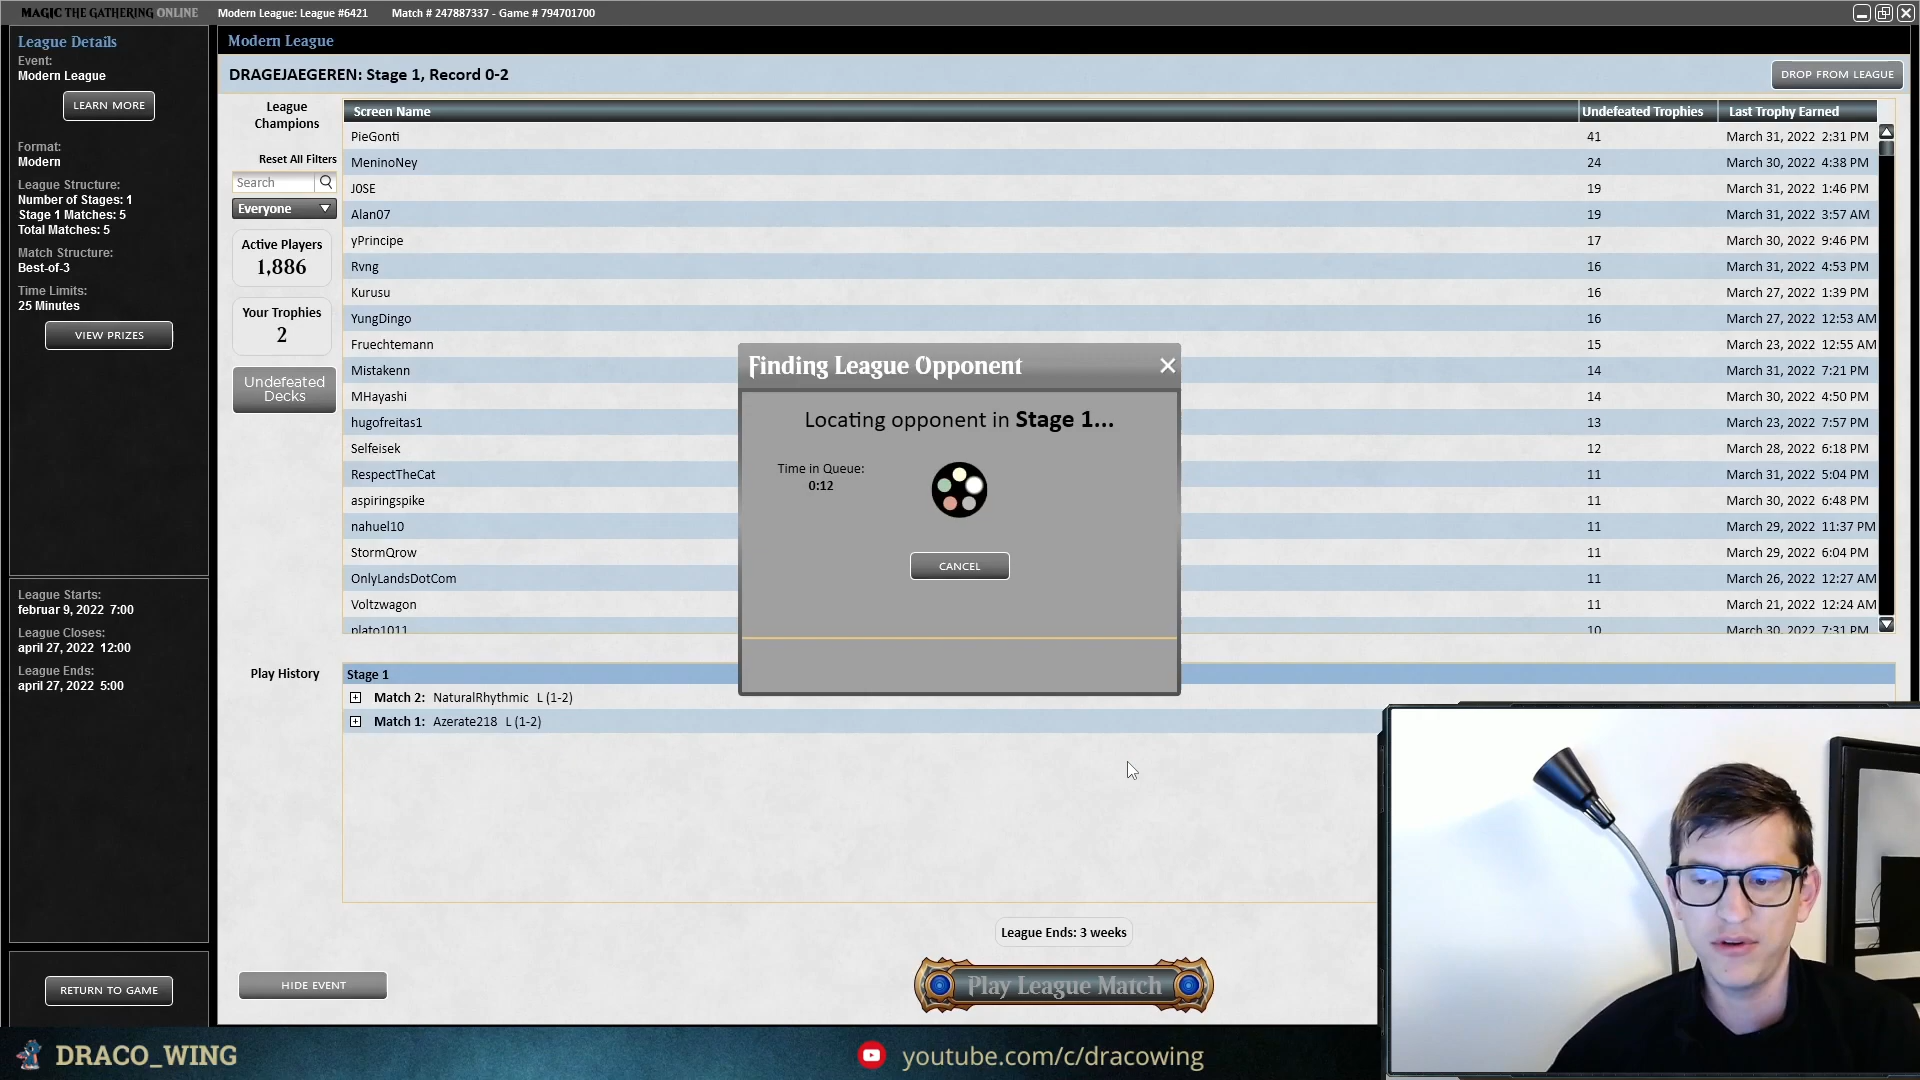 MAGIC THE GATHERING ONLINE
Modern League: League #6421 Match # 247887337 - Game # 794701700
League Details
Event:
Modern League
LEARN MORE
Format:
Modern
League Structure:
Number of Stages: 1
Stage 1 Matches: 5
Total Matches: 5
Match Structure:
Best-of-3
Time Limits:
25 Minutes
VIEW PRIZES
League Starts:
februar 9, 2022 7:00
League Closes:
april 27, 2022 12:00
League Ends:
april 27, 2022 5:00
RETURN TO GAME
Modern League
DRAGEJAEGEREN: Stage 1, Record 0-2
DROP FROM LEAGUE
League
Champions
Reset All Filters
Search
Everyone
Active Players
1,886
Your Trophies
2
Undefeated
Decks
Screen Name Undefeated Trophies Last Trophy Earned
PieGonti 41 March 31, 2022 2:31 PM
MeninoNey 24 March 30, 2022 4:38 PM
J0SE 19 March 31, 2022 1:46 PM
Alan07 19 March 31, 2022 3:57 AM
yPrincipe 17 March 30, 2022 9:46 PM
Rvng 16 March 31, 2022 4:53 PM
Kurusu 16 March 27, 2022 1:39 PM
YungDingo 16 March 27, 2022 12:53 AM
Fruechtemann 15 March 23, 2022 12:55 AM
Mistakenn 14 March 31, 2022 7:21 PM
MHayashi 14 March 30, 2022 4:50 PM
hugofreitas1 13 March 23, 2022 7:57 PM
Selfeisek 12 March 28, 2022 6:18 PM
RespectTheCat 11 March 31, 2022 5:04 PM
aspiringspike 11 March 30, 2022 6:48 PM
nahuel10 11 March 29, 2022 11:37 PM
StormQrow 11 March 29, 2022 6:04 PM
OnlyLandsDotCom 11 March 26, 2022 12:27 AM
Voltzwagon 11 March 21, 2022 12:24 AM
plato1011 10 March 30, 2022 7:31 PM
Finding League Opponent
Locating opponent in Stage 1...
Time in Queue:
0:12
CANCEL
Play History
Stage 1
Match 2: NaturalRhythmic L (1-2)
Match 1: Azerate218 L (1-2)
League Ends: 3 weeks
HIDE EVENT
Play League Match
DRACO_WING
youtube.com/c/dracowing